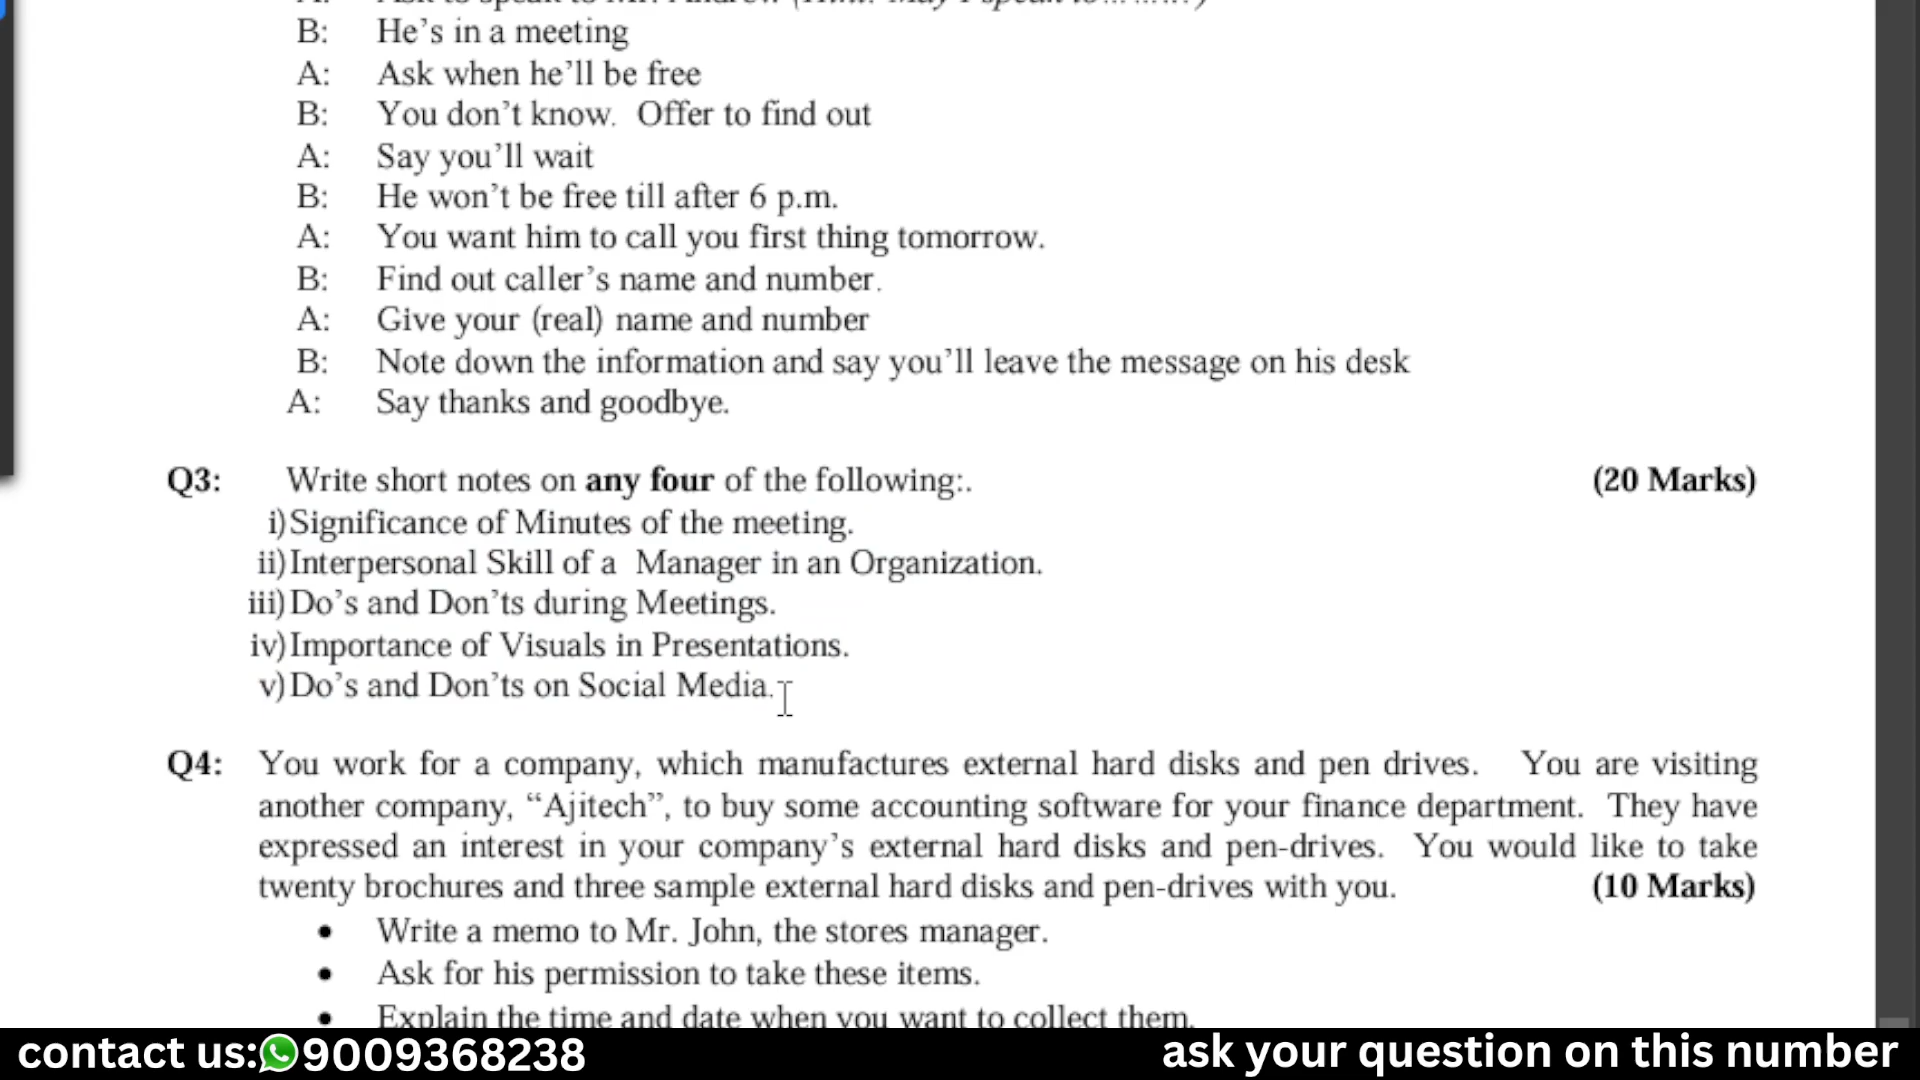 A: Ask to speak to Mr. Andrew (Hint: May I speak to... ......?)
B: He’s in a meeting
A: Ask when he’ll be free
B: You don’t know. Offer to find out
A: Say you’ll wait
B: He won’t be free till after 6 p.m.
A: You want him to call you first thing tomorrow.
B: Find out caller’s name and number.
A: Give your (real) name and number
B: Note down the information and say you’ll leave the message on his desk
A: Say thanks and goodbye.
Q3: Write short notes on any four of the following:. (20 Marks)
i)Significance of Minutes of the meeting.
ii)Interpersonal Skill of a Manager in an Organization.
iii)Do’s and Don’ts during Meetings.
iv)Importance of Visuals in Presentations.
v)Do’s and Don’ts on Social Media.
Q4: You work for a company, which manufactures external hard disks and pen drives. You are visiting
another company, “Ajitech”, to buy some accounting software for your finance department. They have
expressed an interest in your company’s external hard disks and pen-drives. You would like to take
twenty brochures and three sample external hard disks and pen-drives with you. (10 Marks)
• Write a memo to Mr. John, the stores manager.
• Ask for his permission to take these items.
• Explain the time and date when you want to collect them.
contact us:9009368238 ask your question on this number